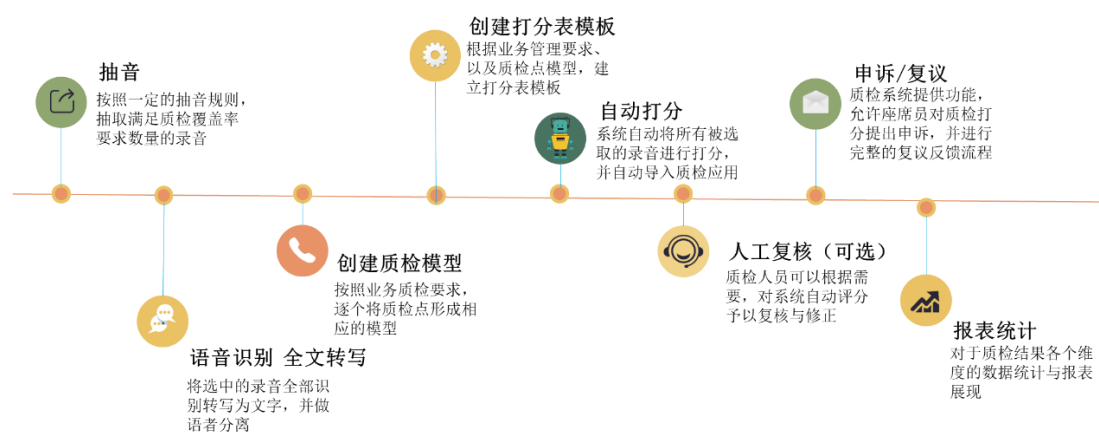 抽音
按照一定的抽音规则，
抽取满足质检覆盖率
要求数量的录音
语音识别 全文转写
将选中的录音全部识
别转写为文字，并做
语者分离
创建质检模型
按照业务质检要求，
逐个将质检点形成相
应的模型
创建打分表模板
根据业务管理要求、
以及质检点模型，建
立打分表模板
自动打分
系统自动将所有被选
取的录音进行打分，
并自动导入质检应用
人工复核（可选）
质检人员可以根据需
要，对系统自动评分
予以复核与修正
申诉/复议
质检系统提供功能，
允许座席员对质检打
分提出申诉，并进行
完整的复议反馈流程
报表统计
对于质检结果各个维
度的数据统计与报表
展现